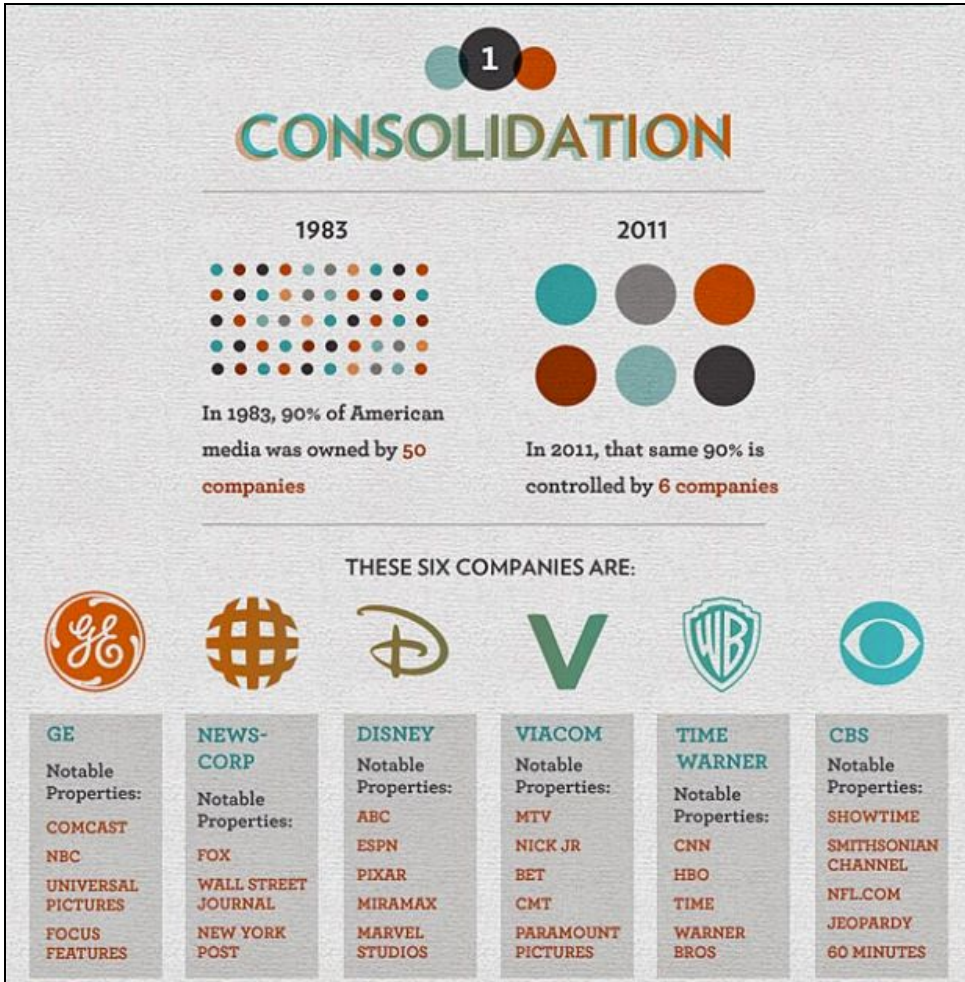 1
CONSOLIDATION
1983
In 1983, 90% of American
media was owned by 50
companies
2011
In 2011, that same 90% is
controlled by 6 companies
THESE SIX COMPANIES ARE:
GE
D
V
WB
GE
Notable
Properties:
COMCAST
NBC
UNIVERSAL
PICTURES
FOCUS
FEATURES
NEWS-
CORP
Notable
Properties:
FOX
WALL STREET
JOURNAL
NEW YORK
POST
DISNEY
Notable
Properties:
ABC
ESPN
PIXAR
MIRAMAX
MARVEL
STUDIOS
VIACOM
Notable
Properties:
MTV
NICK JR
BET
CMT
PARAMOUNT
PICTURES
TIME
WARNER
Notable
Properties:
CNN
HBO
TIME
WARNER
BROS
CBS
Notable
Properties:
SHOWTIME
SMITHSONIAN
CHANNEL
NFL.COM
JEOPARDY
60 MINUTES